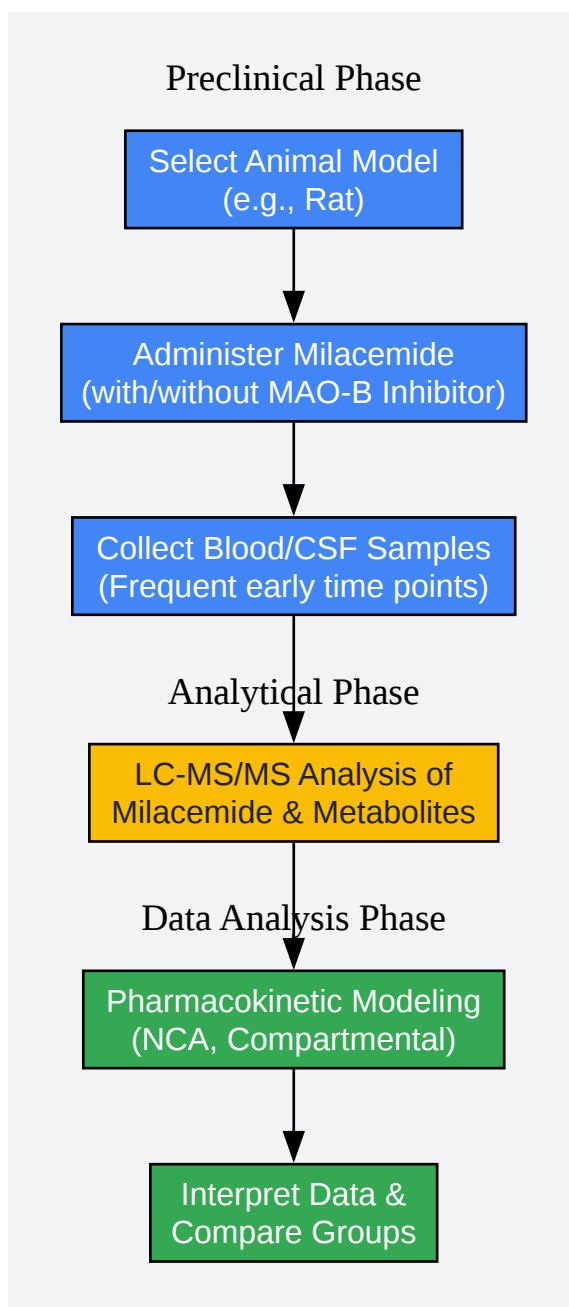 Preclinical Phase
Select Animal Model
(e.g., Rat)
Administer Milacemide
(with/without MAO-B Inhibitor)
Collect Blood/CSF Samples
(Frequent early time points)
Analytical Phase
LC-MS/MS Analysis of
Milacemide & Metabolites
Data Analysis Phase
Pharmacokinetic Modeling
(NCA, Compartmental)
Interpret Data &
Compare Groups